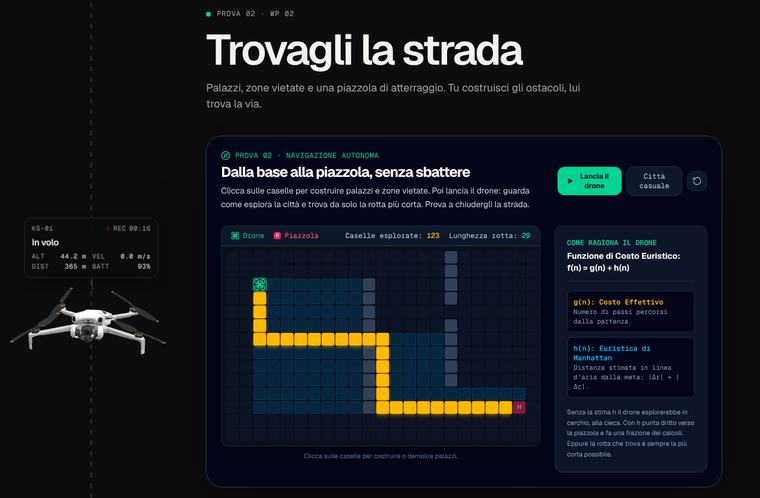 PROVA 02 · WP 02
Trovagli la strada
Palazzi, zone vietate e una piazzola di atterraggio. Tu costruisci gli ostacoli, lui
trova la via.
PROVA 02 · NAVIGAZIONE AUTONOMA
Dalla base alla piazzola, senza sbattere
Clicca sulle caselle per costruire palazzi e zone vietate. Poi lancia il drone: guarda
come esplora la città e trova da solo la rotta più corta. Prova a chiudergli la strada.
Lancia il
drone
Città
casuale
KS-01
REC 00:16
In volo
ALT 44.2 m VEL 0.0 m/s
DIST 365 m BATT 93%
Drone
H Piazzola
Caselle esplorate: 123
Lunghezza rotta: 29
H
Clicca sulle caselle per costruire o demolire palazzi.
COME RAGIONA IL DRONE
Funzione di Costo Euristico:
f(n) = g(n) + h(n)
g(n): Costo Effettivo
Numero di passi percorsi
dalla partenza.
h(n): Euristica di
Manhattan
Distanza stimata in linea
d'aria dalla meta: |Δr| + |
Δc|.
Senza la stima h il drone esplorerebbe in
cerchio, alla cieca. Con h punta dritto verso
la piazzola e fa una frazione dei calcoli.
Eppure la rotta che trova è sempre la più
corta possibile.